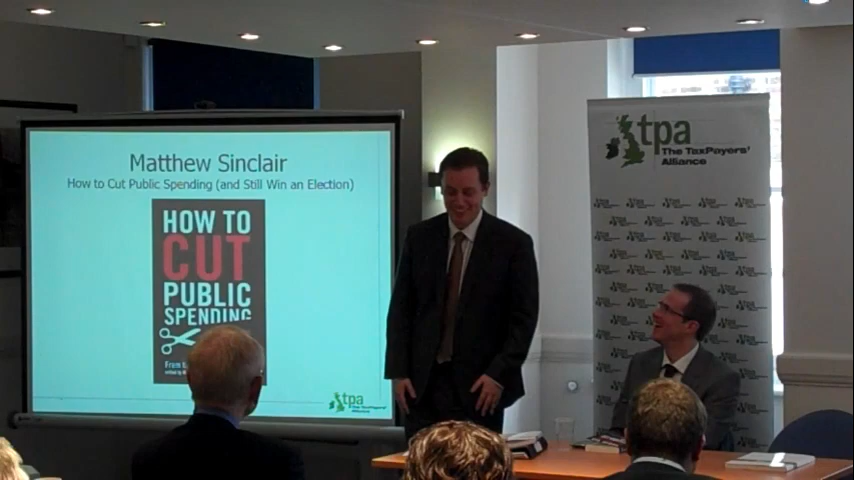 Matthew Sinclair
How to Cut Public Spending (and Still Win an Election)
HOW TO
CUT
PUBLIC
SPENDING
tpa
The TaxPayers'
Alliance
tpa
The TaxPayers'
Alliance